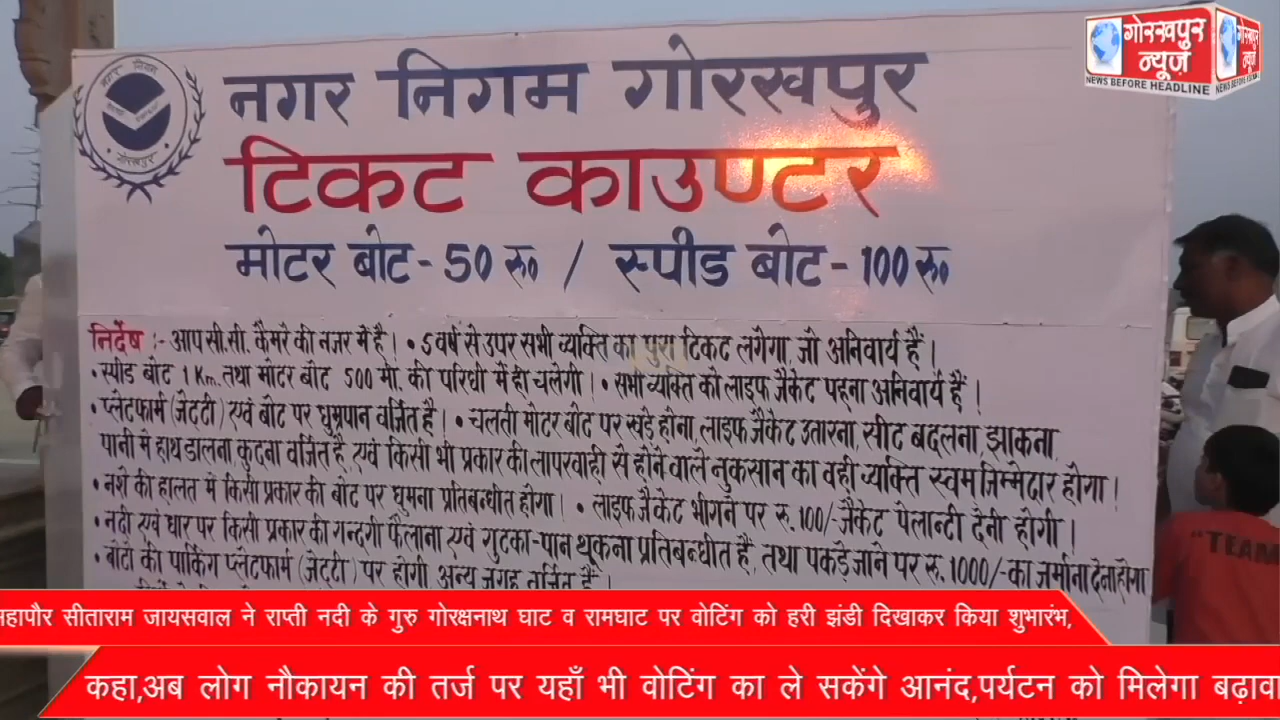 गोरखपुर
न्यूज़
NEWS BEFORE HEADLINE
नगर निगम गोरखपुर
टिकट काउण्टर
मोटर बोट - 50 रू० / स्पीड बोट - 100 रू०
निर्देष :- आप सी.सी. कैमरे की नजर में है। • 5 वर्ष से उपर सभी व्यक्ति का पुरा टिकट लगेगा, जो अनिवार्य हैं।
• स्पीड बोट 1 Km. तथा मोटर बोट 500 मी. की परिधी में ही चलेगी। • सभी व्यक्ति को लाइफ जैकेट पहना अनिवार्य हैं।
• प्लेटफार्म (जेट्टी) एवं बोट पर धुम्रपान वर्जित है। • चलती मोटर बोट पर खड़े होना, लाइफ जैकेट उतारना, सीट बदलना, झाकना,
पानी में हाथ डालना कुदना वर्जित है, एवं किसी भी प्रकार की लापरवाही से होने वाले नुकसान का वही व्यक्ति स्वम जिम्मेदार होगा।
• नशे की हालत में किसी प्रकार की बोट पर घुमना प्रतिबन्धीत होगा। • लाइफ जैकेट भीगने पर रू. 100/- जैकेट पेलान्टी देनी होगी।
• नदी एवं घाट पर किसी प्रकार की गन्दगी फैलाना एवं गुटका-पान थूकना प्रतिबन्धीत हैं, तथा पकड़े जाने पर रू. 1000/- का जुर्माना देना होगा
• बोटो की पार्किंग प्लेटफार्म (जेट्टी) पर होगी अन्य जगह वर्जित हैं।
"TEAM
महापौर सीताराम जायसवाल ने राप्ती नदी के गुरु गोरक्षनाथ घाट व रामघाट पर वोटिंग को हरी झंडी दिखाकर किया शुभारंभ,
कहा,अब लोग नौकायन की तर्ज पर यहाँ भी वोटिंग का ले सकेंगे आनंद,पर्यटन को मिलेगा बढ़ावा